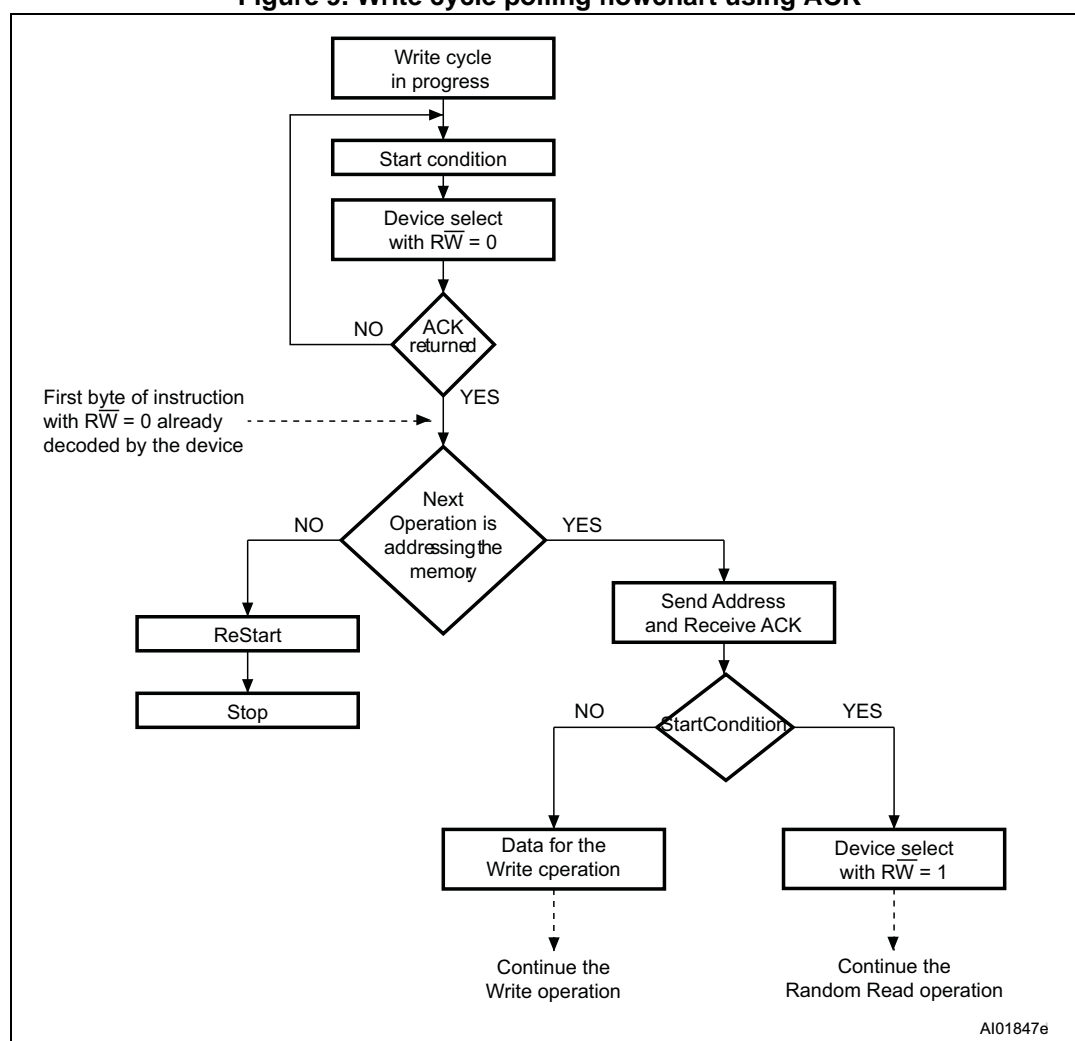 Figure 9. Write cycle polling flowchart using ACK
Write cycle
in progress
Start condition
Device select
with RW̅ = 0
NO
ACK
returned
YES
First byte of instruction
with RW̅ = 0 already
decoded by the device
NO
Next
Operation is
addressing the
memory
YES
Send Address
and Receive ACK
ReStart
Stop
NO
StartCondition
YES
Data for the
Write cperation
Device select
with RW̅ = 1
Continue the
Write operation
Continue the
Random Read operation
AI01847e